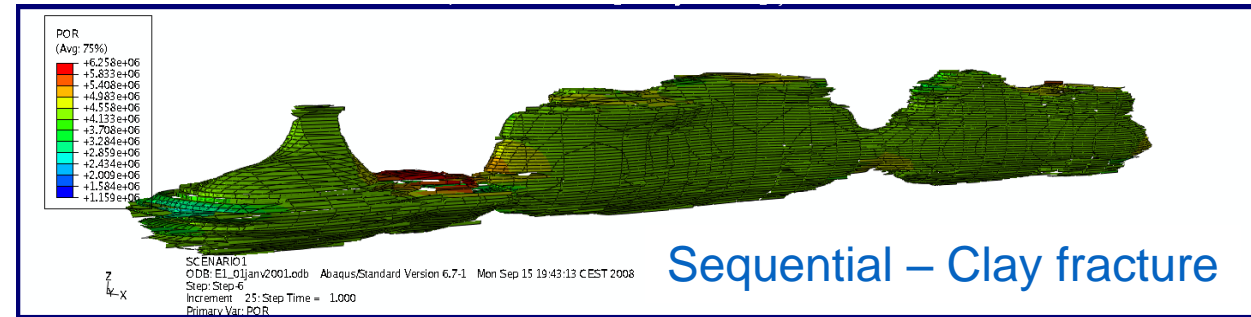 POR
(Avg: 75%)
+6.258e+06
+5.833e+06
+5.408e+06
+4.983e+06
+4.558e+06
+4.133e+06
+3.708e+06
+3.284e+06
+2.859e+06
+2.434e+06
+2.009e+06
+1.584e+06
+1.159e+06
Z
Y X
SCENARIO1
ODB: E1_01janv2001.odb Abaqus/Standard Version 6.7-1 Mon Sep 15 19:43:13 CEST 2008
Step: Step-6
Increment 25: Step Time = 1.000
Primary Var: POR
Sequential – Clay fracture